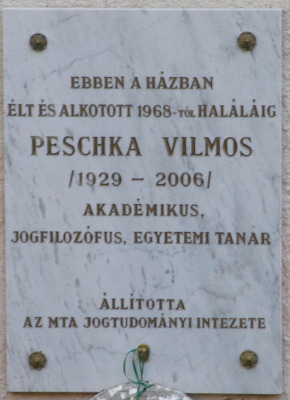 EBBEN A HÁZBAN
ÉLT ÉS ALKOTOTT 1968-TÓL HALÁLÁIG
PESCHKA VILMOS
/1929 – 2006/
AKADÉMIKUS,
JOGFILOZÓFUS, EGYETEMI TANÁR
ÁLLÍTOTTA
AZ MTA JOGTUDOMÁNYI INTÉZETE